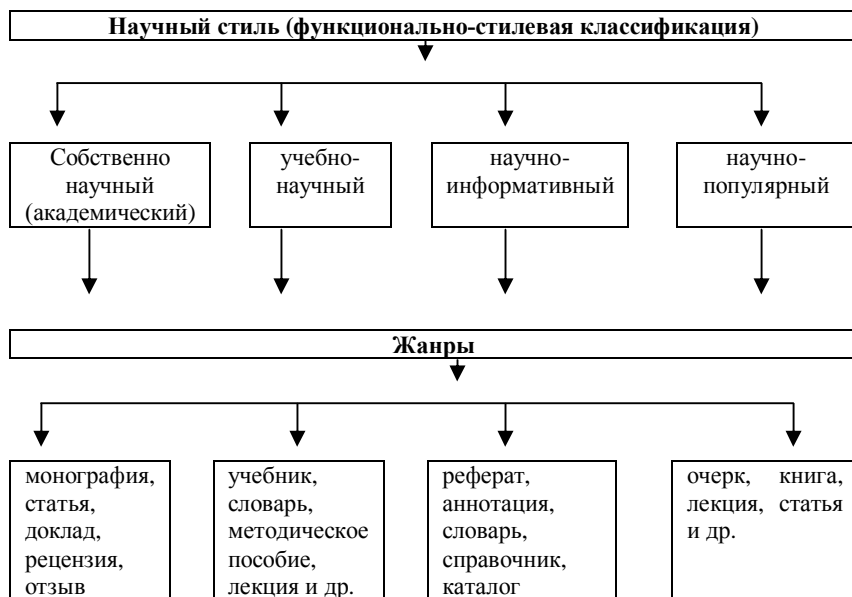 Научный стиль (функционально-стилевая классификация)
Собственно
научный
(академический)
учебно-
научный
научно-
информативный
научно-
популярный
Жанры
монография,
статья,
доклад,
рецензия,
отзыв
учебник,
словарь,
методическое
пособие,
лекция и др.
реферат,
аннотация,
словарь,
справочник,
каталог
очерк, книга,
лекция, статья
и др.